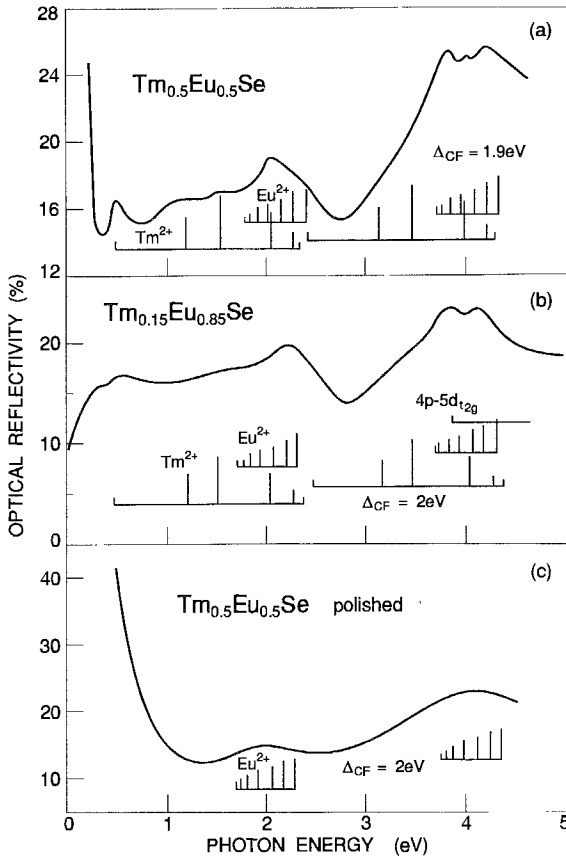 28
(a)
24
Tm0.5Eu0.5Se
ΔCF = 1.9eV
20
Eu2+
16
Tm2+
12
OPTICAL REFLECTIVITY (%)
(b)
Tm0.15Eu0.85Se
20
4p-5dt2g
Eu2+
10
Tm2+
ΔCF = 2eV
0
(c)
40
Tm0.5Eu0.5Se polished
30
20
Eu2+
ΔCF = 2eV
10
0 1 2 3 4 5
PHOTON ENERGY (eV)